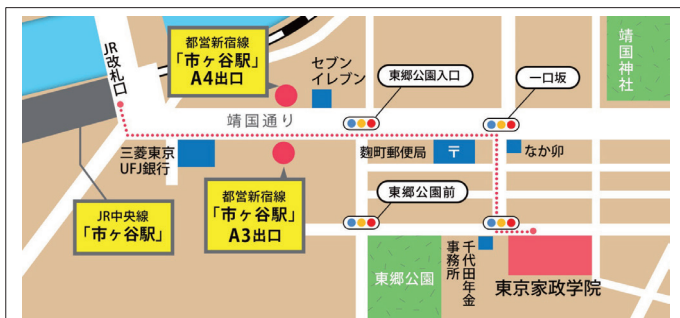 JR改札口
都営新宿線
「市ヶ谷駅」
A4出口
セブン
イレブン
東郷公園入口
一口坂
靖国神社
靖国通り
三菱東京
UFJ銀行
都営新宿線
「市ヶ谷駅」
A3出口
麹町郵便局
〒
なか卯
東郷公園前
JR中央線
「市ヶ谷駅」
東郷公園
千代田年金
事務所
東京家政学院